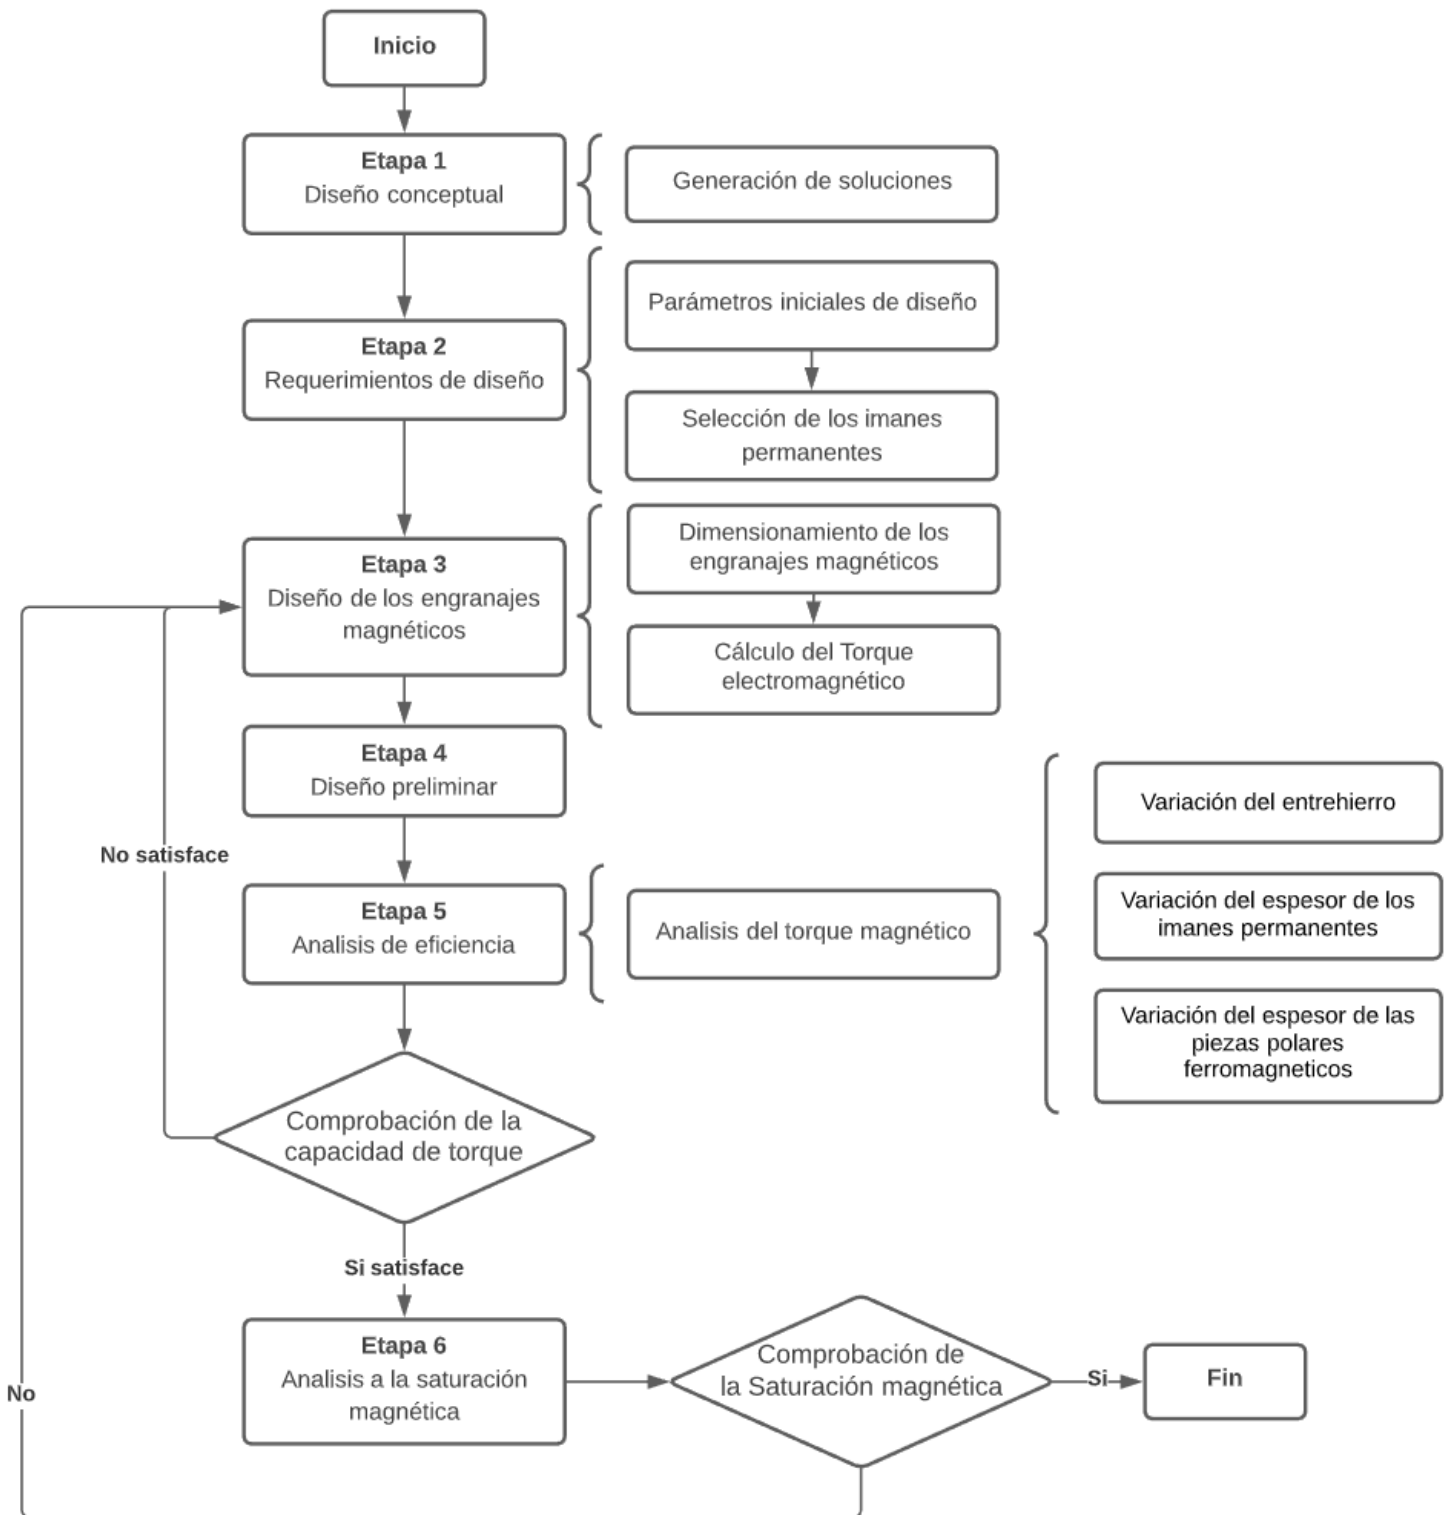 Inicio
Etapa 1
Diseño conceptual
Generación de soluciones
Etapa 2
Requerimientos de diseño
Parámetros iniciales de diseño
Selección de los imanes
permanentes
Etapa 3
Diseño de los engranajes
magnéticos
Dimensionamiento de los
engranajes magnéticos
Cálculo del Torque
electromagnético
Etapa 4
Diseño preliminar
No satisface
Etapa 5
Analisis de eficiencia
Analisis del torque magnético
Variación del entrehierro
Variación del espesor de los
imanes permanentes
Variación del espesor de las
piezas polares
ferromagneticos
Comprobación de la
capacidad de torque
Si satisface
Etapa 6
Analisis a la saturación
magnética
Comprobación de
la Saturación magnética
Si
Fin
No